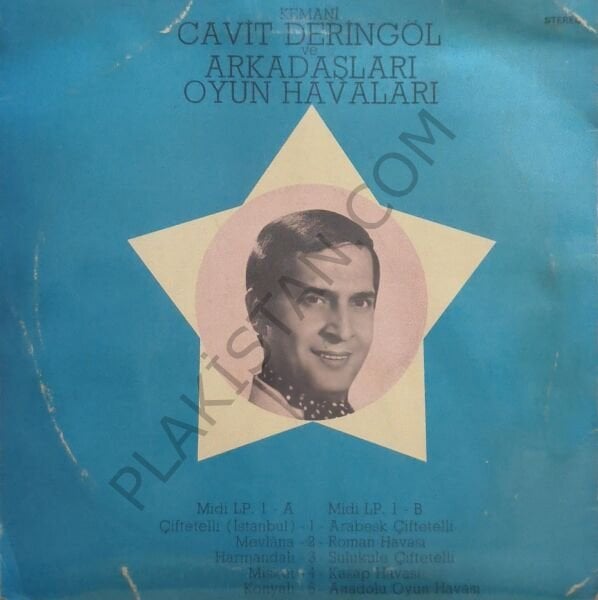 KEMANİ
STEREO
CAVİT DERİNGÖL
ve
ARKADAŞLARI
OYUN HAVALARI
PLAKİSTAN.COM
Midi LP. 1 - A Midi LP. 1 - B
Çiftetelli (İstanbul) - 1 - Arabesk Çiftetelli
Mevlâna - 2 - Roman Havası
Harmandalı - 3 - Sulukule Çiftetelli
Misket - 4 - Kasap Havası
Konyalı - 5 - Anadolu Oyun Havası